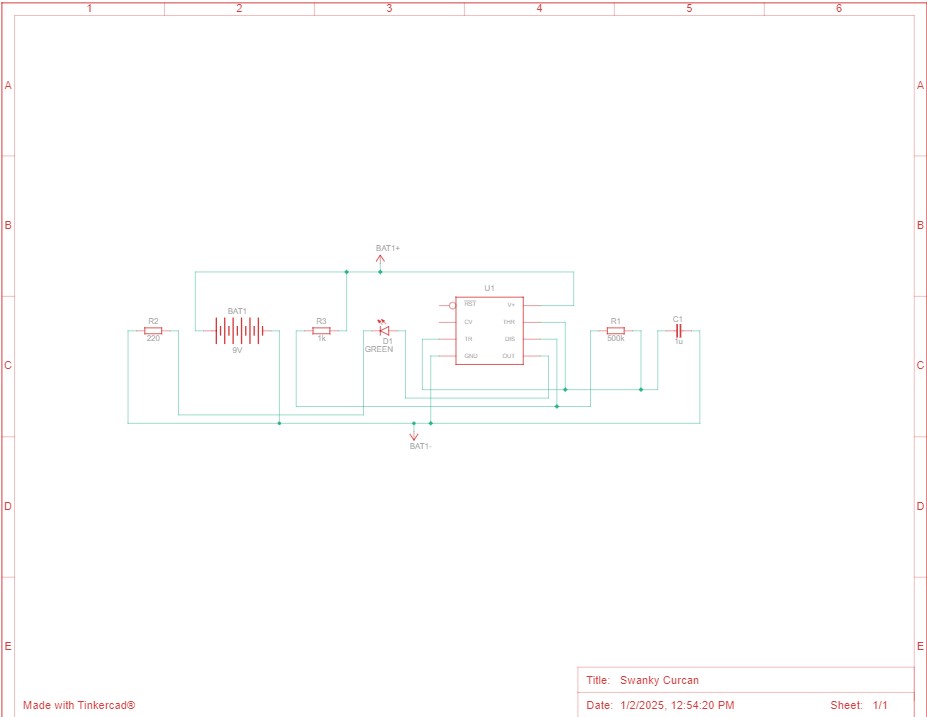 1 2 3 4 5 6
A A
B B
BAT1+
U1
RST V+
BAT1
R2 R3 R1 C1
CV THR
220 1k 500k 1u
TR DIS
D1
GREEN
9V
C C
GND OUT
BAT1-
D D
E E
Title: Swanky Curcan
Made with Tinkercad®
Date: 1/2/2025, 12:54:20 PM Sheet: 1/1